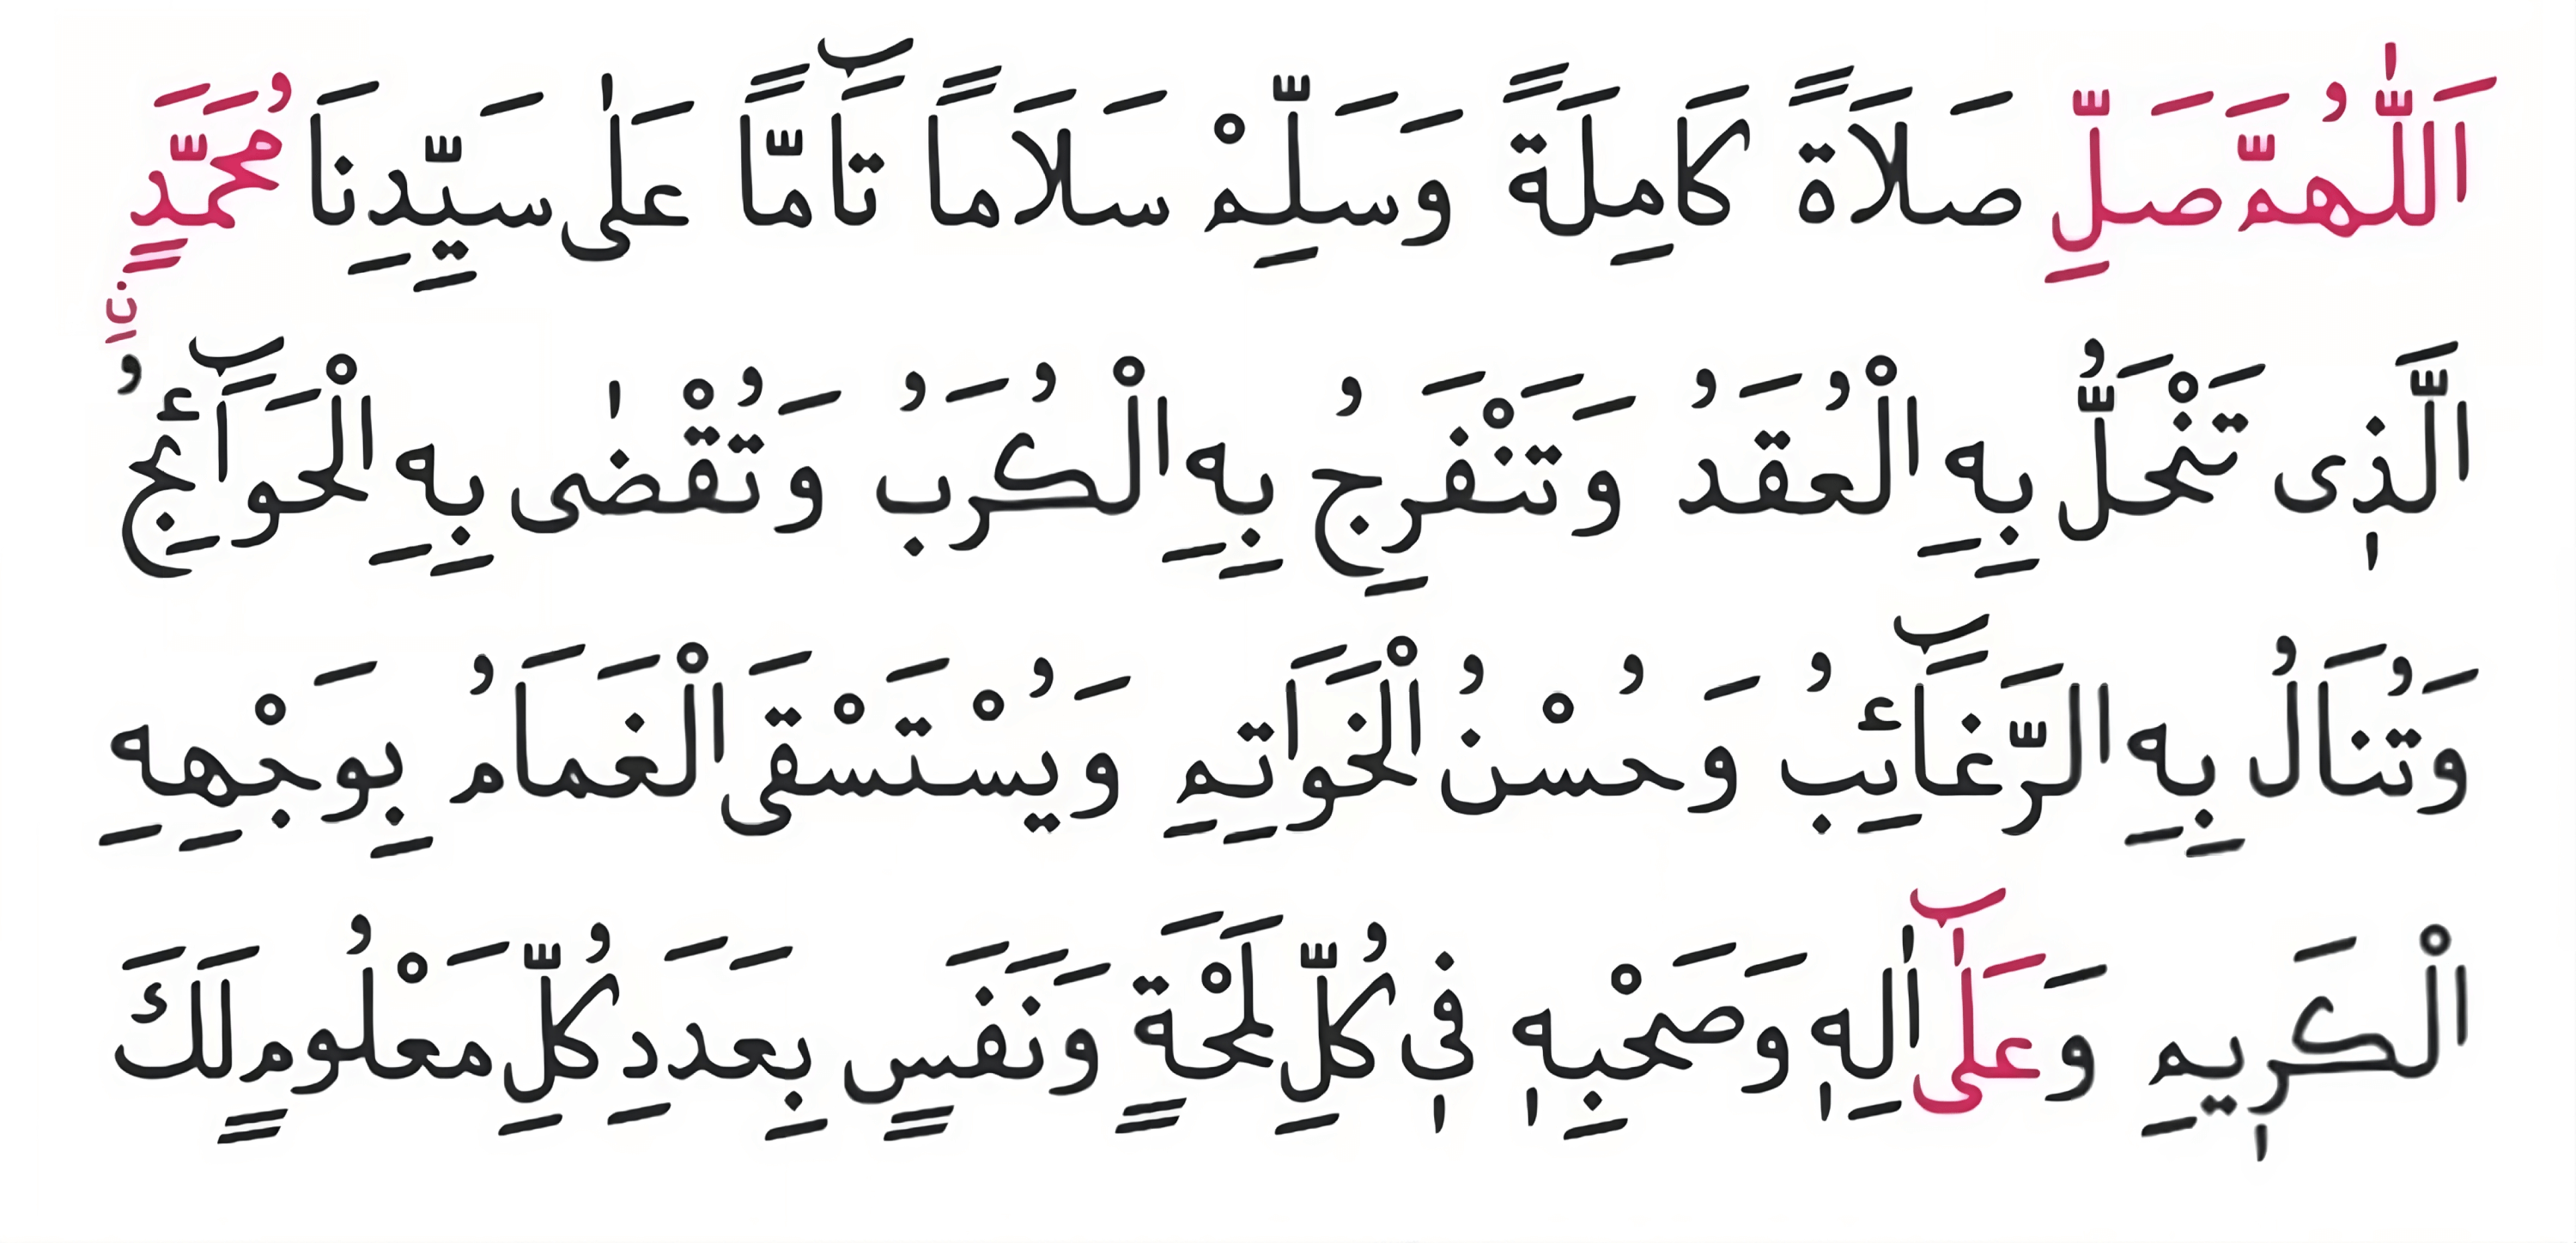 اَللّٰهُمَّ صَلِّ صَلَاةً كَامِلَةً وَسَلِّمْ سَلَامًا تَآمًّا عَلٰى سَيِّدِنَا مُحَمَّدٍ نِ
الَّذٖى تَنْحَلُّ بِهِ الْعُقَدُ وَتَنْفَرِجُ بِهِ الْكُرَبُ وَتُقْضٰى بِهِ الْحَوَآئِجُ
وَتُنَالُ بِهِ الرَّغَآئِبُ وَحُسْنُ الْخَوَاتِمِ وَيُسْتَسْقَى الْغَمَامُ بِوَجْهِهِ
الْكَرٖيمِ وَعَلٰٓى اٰلِهٖ وَصَحْبِهٖ فٖى كُلِّ لَمْحَةٍ وَنَفَسٍ بِعَدَدِ كُلِّ مَعْلُومٍ لَكَ